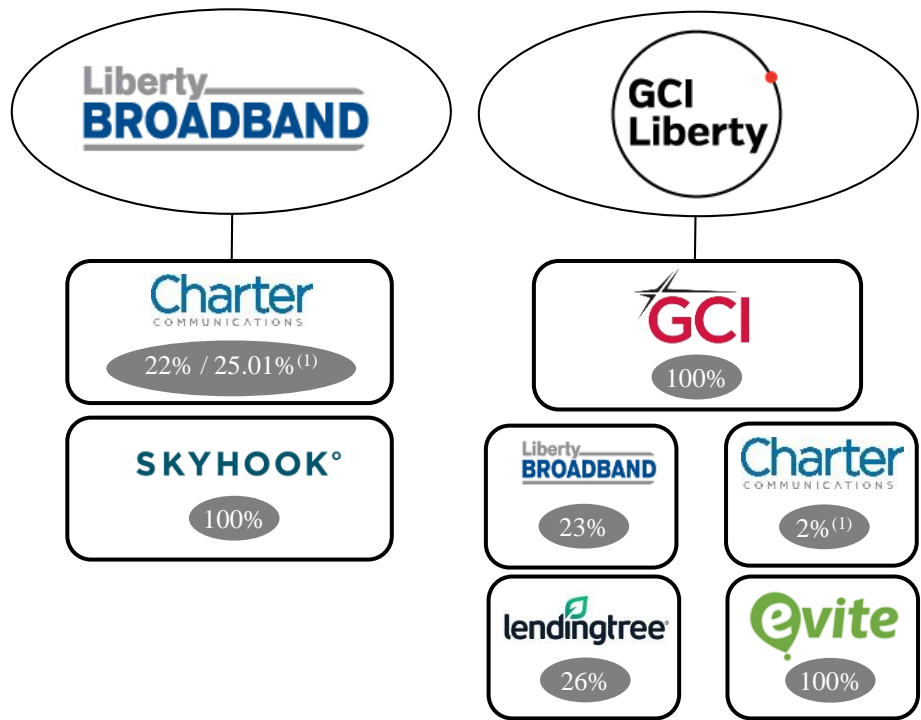 Liberty
BROADBAND
Charter
COMMUNICATIONS
22% / 25.01%(1)
SKYHOOK°
100%
GCI
Liberty
GCI
100%
Liberty
BROADBAND
23%
Charter
COMMUNICATIONS
2%(1)
lendingtree
26%
evite
100%